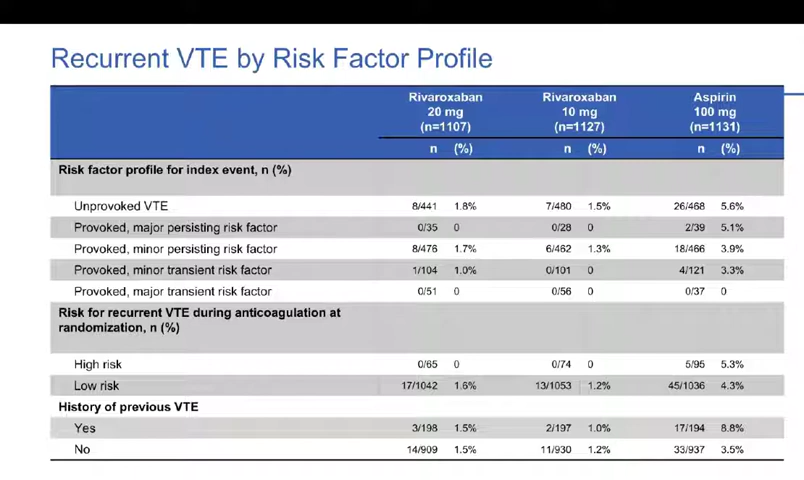 Recurrent VTE by Risk Factor Profile
Rivaroxaban 20 mg (n=1107) Rivaroxaban 10 mg (n=1127) Aspirin 100 mg (n=1131)
n (%) n (%) n (%)
Risk factor profile for index event, n (%)
Unprovoked VTE 8/441 1.8% 7/480 1.5% 26/468 5.6%
Provoked, major persisting risk factor 0/35 0 0/28 0 2/39 5.1%
Provoked, minor persisting risk factor 8/476 1.7% 6/462 1.3% 18/466 3.9%
Provoked, minor transient risk factor 1/104 1.0% 0/101 0 4/121 3.3%
Provoked, major transient risk factor 0/51 0 0/56 0 0/37 0
Risk for recurrent VTE during anticoagulation at
randomization, n (%)
High risk 0/65 0 0/74 0 5/95 5.3%
Low risk 17/1042 1.6% 13/1053 1.2% 45/1036 4.3%
History of previous VTE
Yes 3/198 1.5% 2/197 1.0% 17/194 8.8%
No 14/909 1.5% 11/930 1.2% 33/937 3.5%